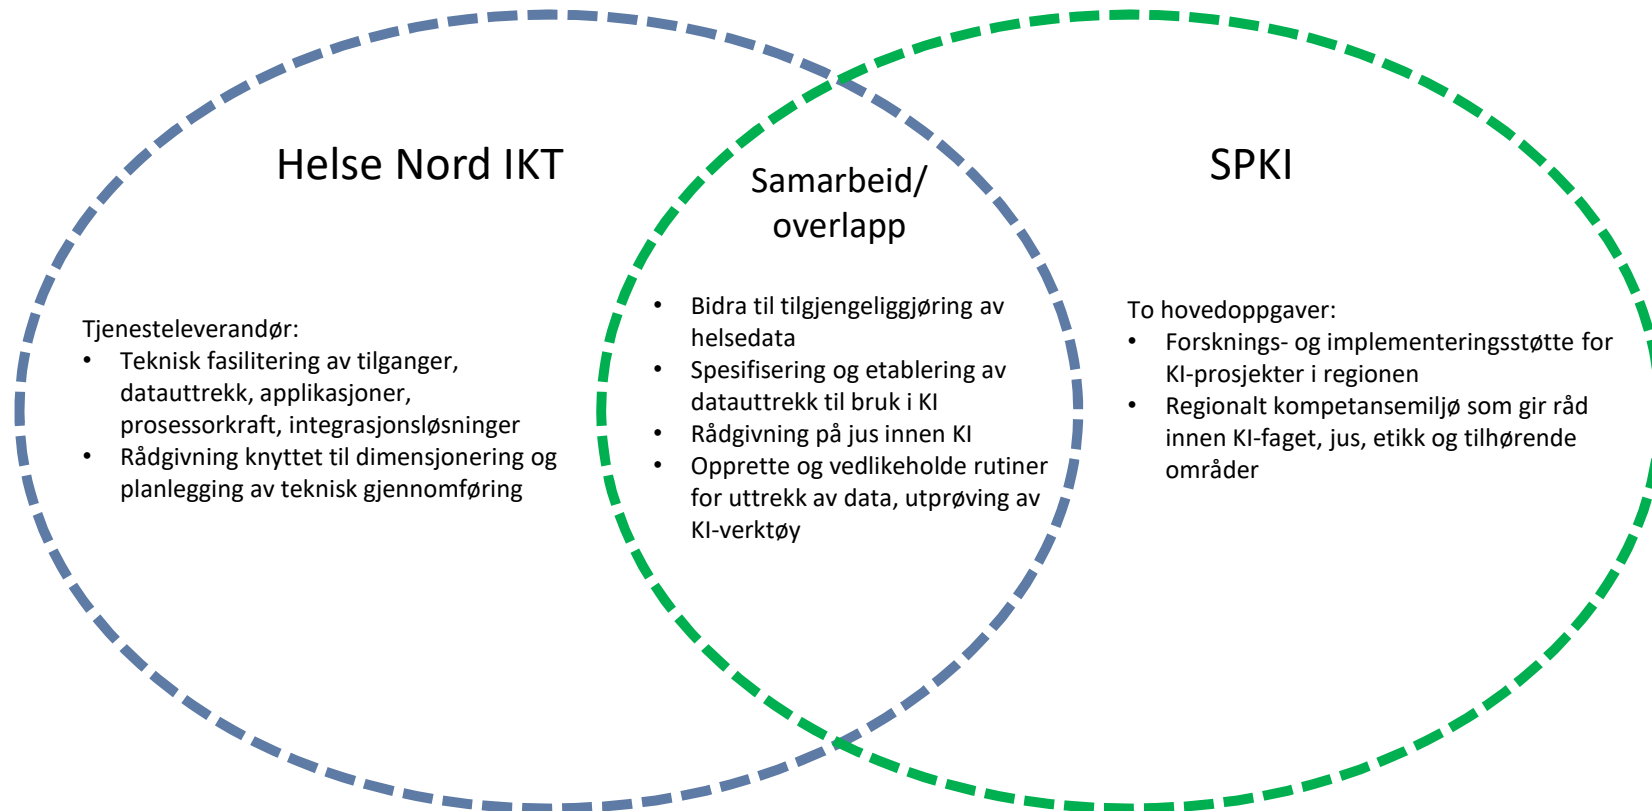 Helse Nord IKT
Tjenesteleverandør:
• Teknisk fasilitering av tilganger,
datauttrekk, applikasjoner,
prosessorkraft, integrasjonsløsninger
• Rådgivning knyttet til dimensjonering og
planlegging av teknisk gjennomføring
Samarbeid/
overlapp
• Bidra til tilgjengeliggjøring av
helsedata
• Spesifisering og etablering av
datauttrekk til bruk i KI
• Rådgivning på jus innen KI
• Opprette og vedlikeholde rutiner
for uttrekk av data, utprøving av
KI-verktøy
SPKI
To hovedoppgaver:
• Forsknings- og implementeringsstøtte for
KI-prosjekter i regionen
• Regionalt kompetansemiljø som gir råd
innen KI-faget, jus, etikk og tilhørende
områder